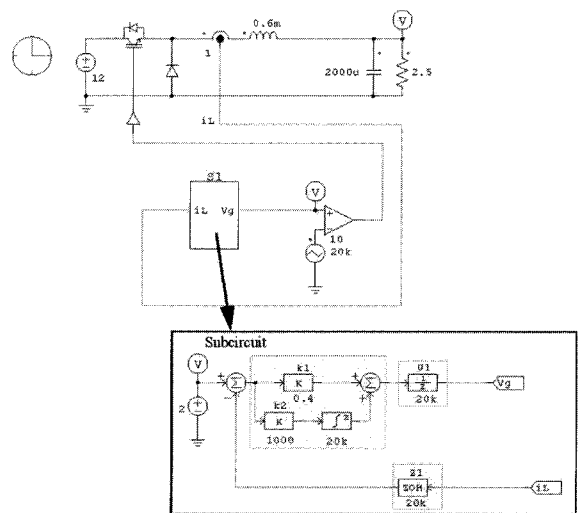 V
0.6m
1
12
2000u
2.5
iL
S1
iL Vg
V
10
20k
Subcircuit
V
k1
K
0.4
U1
1/z
20k
Vg
2
k2
K
1000
z
20k
Z1
ZOH
20k
iL